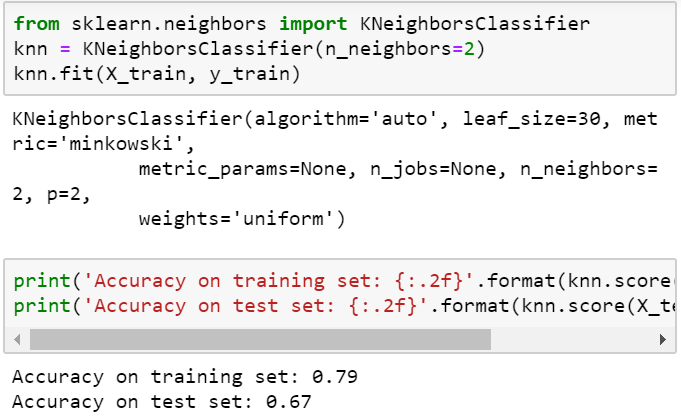 from sklearn.neighbors import KNeighborsClassifier
knn = KNeighborsClassifier(n_neighbors=2)
knn.fit(X_train, y_train)
KNeighborsClassifier(algorithm='auto', leaf_size=30, met
ric='minkowski',
metric_params=None, n_jobs=None, n_neighbors=
2, p=2,
weights='uniform')
print('Accuracy on training set: {:.2f}'.format(knn.score(
print('Accuracy on test set: {:.2f}'.format(knn.score(X_te
Accuracy on training set: 0.79
Accuracy on test set: 0.67